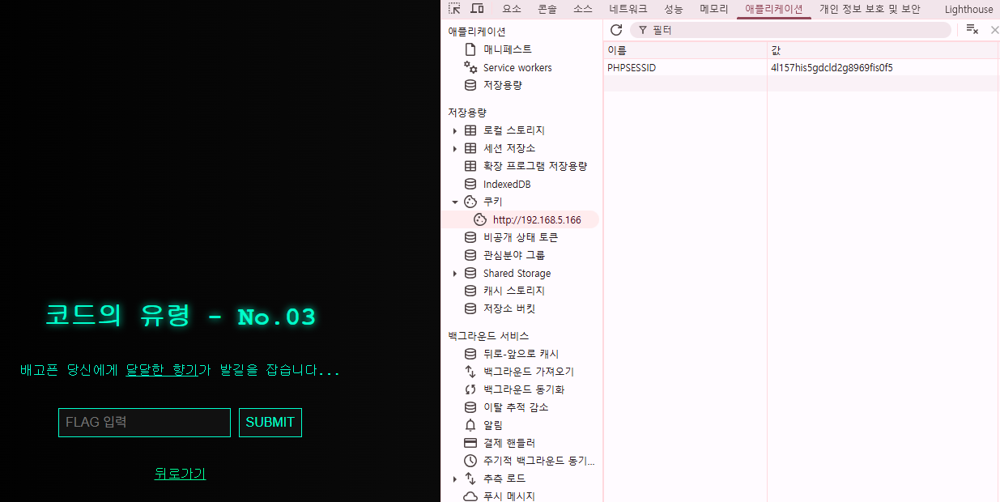 요소 콘솔 소스 네트워크 성능 메모리 애플리케이션 개인 정보 보호 및 보안 Lighthouse
애플리케이션
매니페스트
Service workers
저장용량
저장용량
로컬 스토리지
세션 저장소
확장 프로그램 저장용량
IndexedDB
쿠키
http://192.168.5.166
비공개 상태 토큰
관심분야 그룹
Shared Storage
캐시 스토리지
저장소 버킷
백그라운드 서비스
뒤로-앞으로 캐시
백그라운드 가져오기
백그라운드 동기화
이탈 추적 감소
알림
결제 핸들러
주기적 백그라운드 동기...
추측 로드
푸시 메시지
필터
이름 값
PHPSESSID 4l157his5gdcld2g8969fis0f5
코드의 유령 - No.03
배고픈 당신에게 달달한 향기가 발길을 잡습니다...
FLAG 입력 SUBMIT
뒤로가기